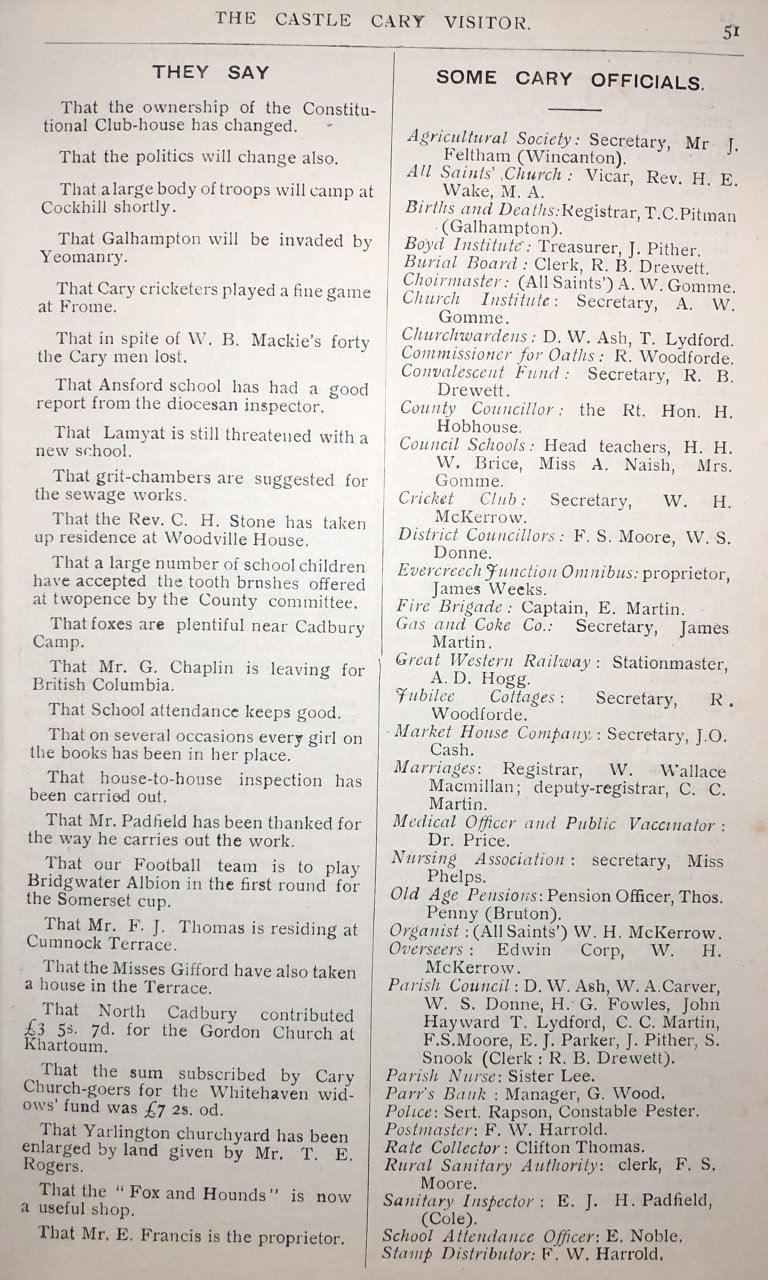 THE CASTLE CARY VISITOR.
51
THEY SAY
That the ownership of the Constitu-
tional Club-house has changed.
That the politics will change also.
That a large body of troops will camp at
Cockhill shortly.
That Galhampton will be invaded by
Yeomanry.
That Cary cricketers played a fine game
at Frome.
That in spite of W. B. Mackie's forty
the Cary men lost.
That Ansford school has had a good
report from the diocesan inspector.
That Lamyat is still threatened with a
new school.
That grit-chambers are suggested for
the sewage works.
That the Rev. C. H. Stone has taken
up residence at Woodville House.
That a large number of school children
have accepted the tooth brnshes offered
at twopence by the County committee.
That foxes are plentiful near Cadbury
Camp.
That Mr. G. Chaplin is leaving for
British Columbia.
That School attendance keeps good.
That on several occasions every girl on
the books has been in her place.
That house-to-house inspection has
been carried out.
That Mr. Padfield has been thanked for
the way he carries out the work.
That our Football team is to play
Bridgwater Albion in the first round for
the Somerset cup.
That Mr. F. J. Thomas is residing at
Cumnock Terrace.
That the Misses Gifford have also taken
a house in the Terrace.
That North Cadbury contributed
£3 5s. 7d. for the Gordon Church at
Khartoum.
That the sum subscribed by Cary
Church-goers for the Whitehaven wid-
ows' fund was £7 2s. od.
That Yarlington churchyard has been
enlarged by land given by Mr. T. E.
Rogers.
That the "Fox and Hounds" is now
a useful shop.
That Mr. E. Francis is the proprietor.
SOME CARY OFFICIALS.
Agricultural Society: Secretary, Mr J.
Feltham (Wincanton).
All Saints' Church: Vicar, Rev. H. E.
Wake, M. A.
Births and Deaths: Registrar, T.C.Pitman
(Galhampton).
Boyd Institute: Treasurer, J. Pither.
Burial Board: Clerk, R. B. Drewett.
Choirmaster: (All Saints') A. W. Gomme.
Church Institute: Secretary, A. W.
Gomme.
Churchwardens: D. W. Ash, T. Lydford.
Commissioner for Oaths: R. Woodforde.
Convalescent Fund: Secretary, R. B.
Drewett.
County Councillor: the Rt. Hon. H.
Hobhouse.
Council Schools: Head teachers, H. H.
W. Brice, Miss A. Naish, Mrs.
Gomme.
Cricket Club: Secretary, W. H.
McKerrow.
District Councillors: F. S. Moore, W. S.
Donne.
Evercreech Junction Omnibus: proprietor,
James Weeks.
Fire Brigade: Captain, E. Martin.
Gas and Coke Co.: Secretary, James
Martin.
Great Western Railway: Stationmaster,
A. D. Hogg.
Jubilee Cottages: Secretary, R.
Woodforde.
Market House Company.: Secretary, J.O.
Cash.
Marriages: Registrar, W. Wallace
Macmillan; deputy-registrar, C. C.
Martin.
Medical Officer and Public Vaccinator:
Dr. Price.
Nursing Association: secretary, Miss
Phelps.
Old Age Pensions: Pension Officer, Thos.
Penny (Bruton).
Organist: (All Saints') W. H. McKerrow.
Overseers: Edwin Corp, W. H.
McKerrow.
Parish Council: D. W. Ash, W. A.Carver,
W. S. Donne, H. G. Fowles, John
Hayward T. Lydford, C. C. Martin,
F.S.Moore, E. J. Parker, J. Pither, S.
Snook (Clerk: R. B. Drewett).
Parish Nurse: Sister Lee.
Parr's Bank: Manager, G. Wood.
Police: Sert. Rapson, Constable Pester.
Postmaster: F. W. Harrold.
Rate Collector: Clifton Thomas.
Rural Sanitary Authority: clerk, F. S.
Moore.
Sanitary Inspector: E. J. H. Padfield,
(Cole).
School Attendance Officer: E. Noble.
Stamp Distributor: F. W. Harrold.